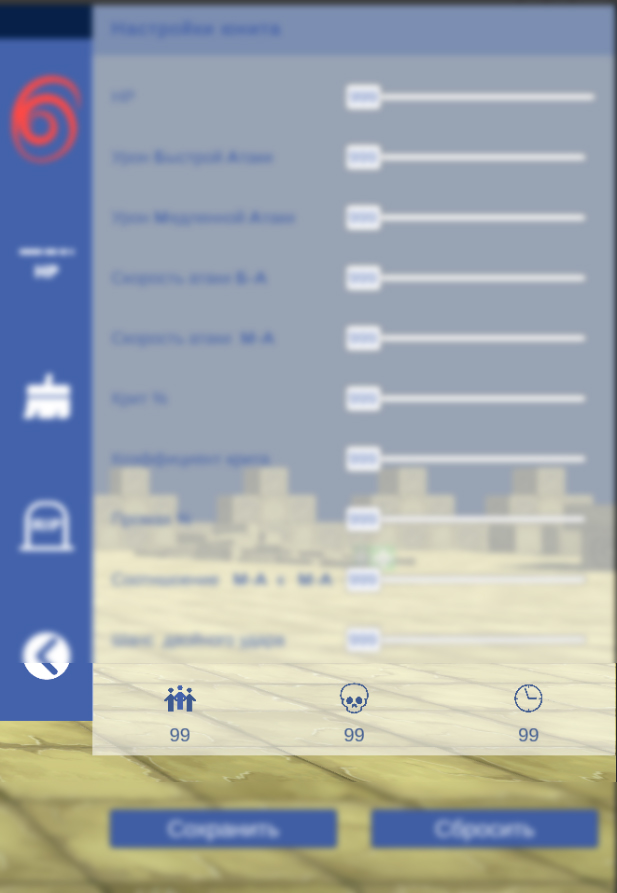 Настройки юнита
HP
Урон Быстрой Атаки
Урон Медленной Атаки
HP
Скорость атаки Б-А
Скорость атаки М-А
Крит %
Коэффициент крита
Промах %
RIP
Соотношение М-А к М-А
Шанс двойного удара
99 99 99
Сохранить Сбросить